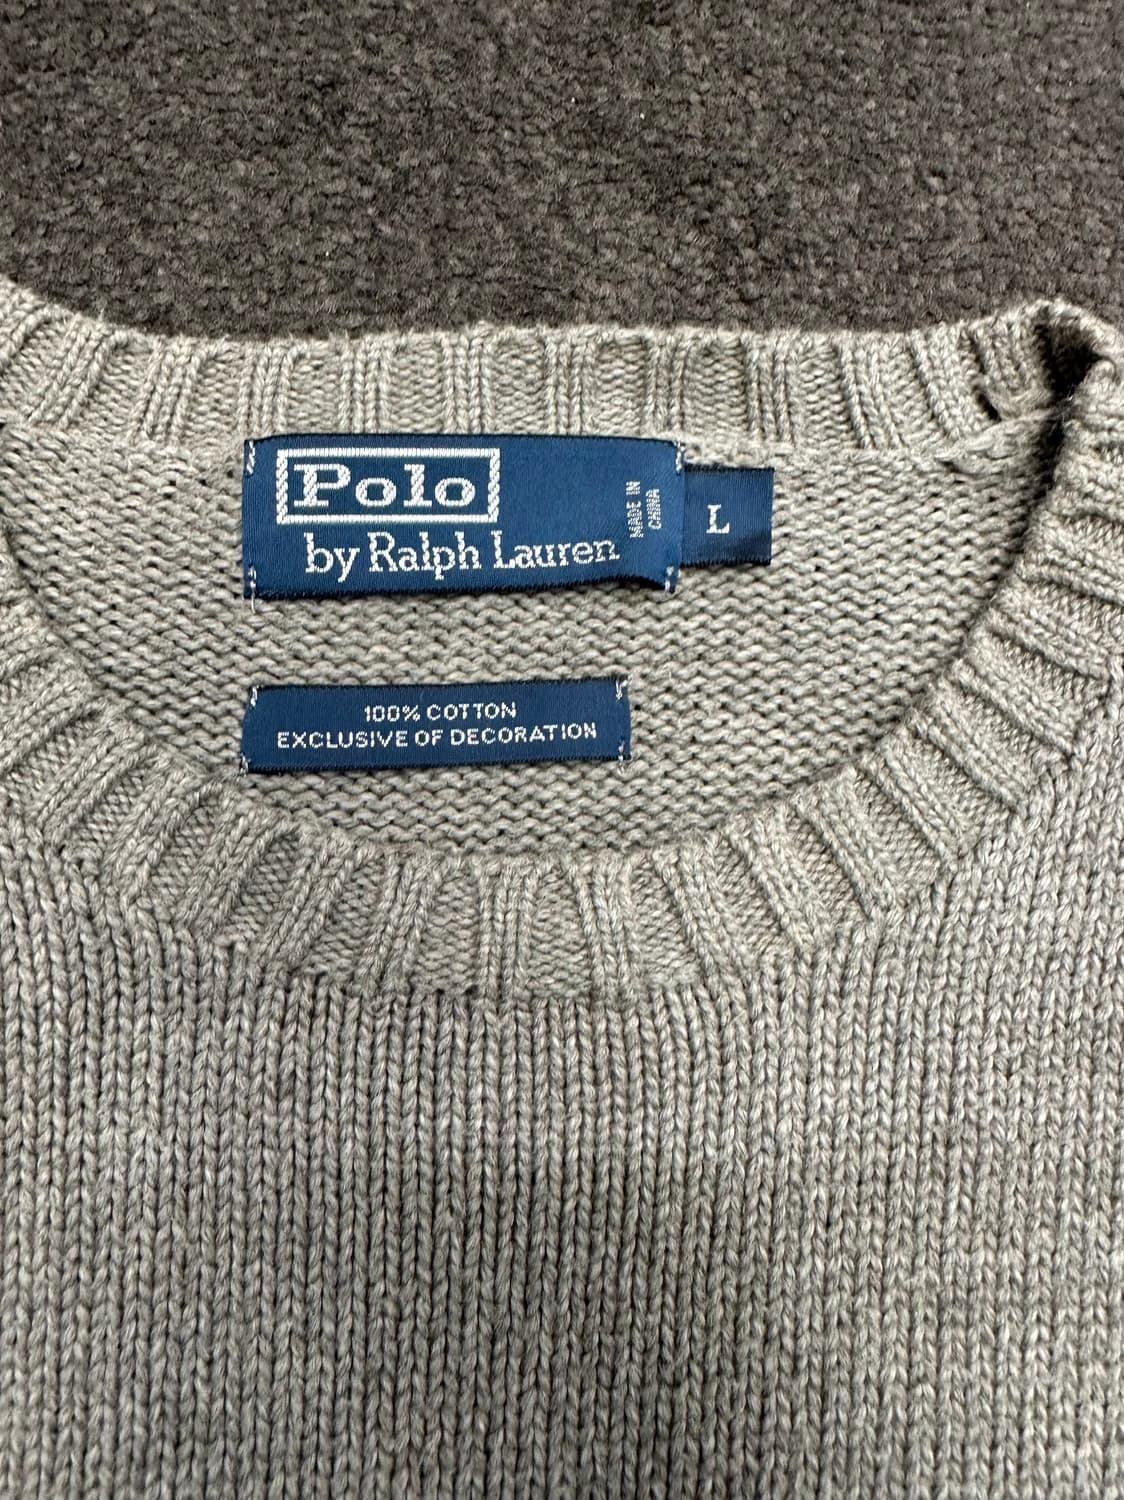 Polo
by Ralph Lauren
MADE IN
CHINA
L
100% COTTON
EXCLUSIVE OF DECORATION